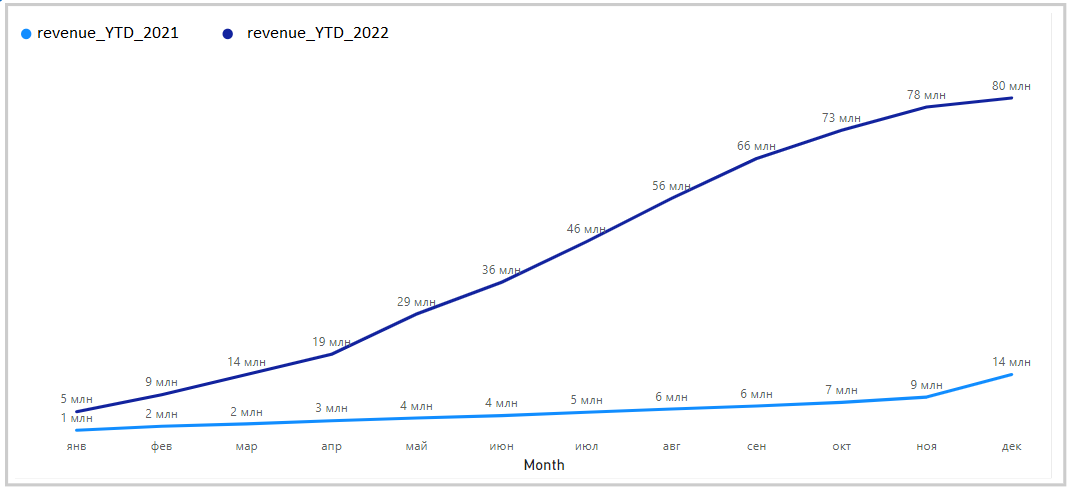 revenue_YTD_2021 revenue_YTD_2022
80 млн
78 млн
73 млн
66 млн
56 млн
46 млн
36 млн
29 млн
19 млн
14 млн
9 млн
5 млн
1 млн
2 млн
2 млн
3 млн
4 млн
4 млн
5 млн
6 млн
6 млн
7 млн
9 млн
14 млн
янв фев мар апр май июн июл авг сен окт ноя дек
Month